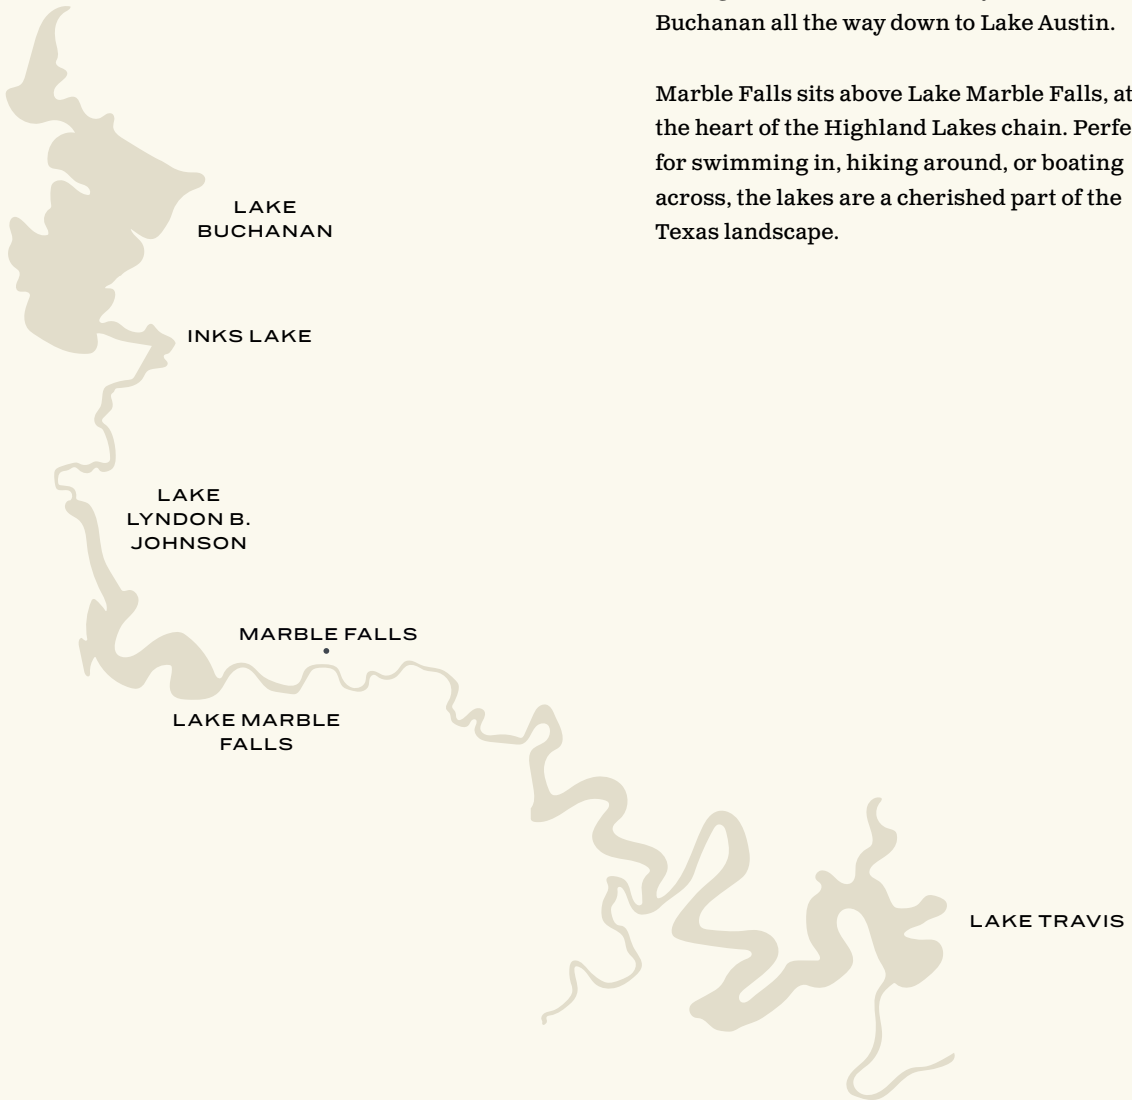 Buchanan all the way down to Lake Austin.
Marble Falls sits above Lake Marble Falls, at
the heart of the Highland Lakes chain. Perfe
for swimming in, hiking around, or boating
across, the lakes are a cherished part of the
Texas landscape.
LAKE
BUCHANAN
INKS LAKE
LAKE
LYNDON B.
JOHNSON
MARBLE FALLS
LAKE MARBLE
FALLS
LAKE TRAVIS